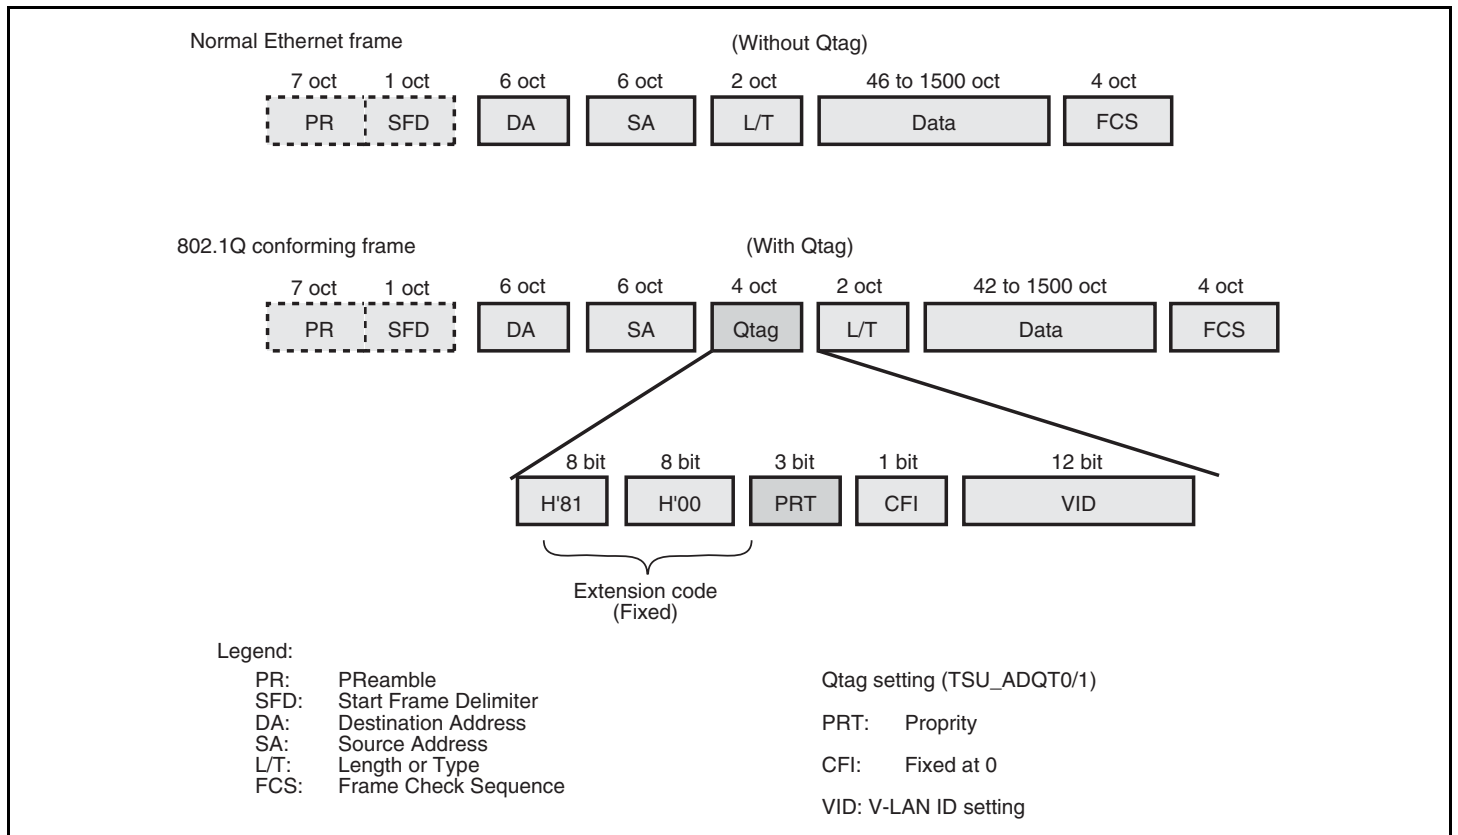 Normal Ethernet frame (Without Qtag)
7 oct 1 oct 6 oct 6 oct 2 oct 46 to 1500 oct 4 oct
PR SFD DA SA L/T Data FCS
802.1Q conforming frame (With Qtag)
7 oct 1 oct 6 oct 6 oct 4 oct 2 oct 42 to 1500 oct 4 oct
PR SFD DA SA Qtag L/T Data FCS
8 bit 8 bit 3 bit 1 bit 12 bit
H'81 H'00 PRT CFI VID
Extension code
(Fixed)
Legend:
PR: PReamble
SFD: Start Frame Delimiter
DA: Destination Address
SA: Source Address
L/T: Length or Type
FCS: Frame Check Sequence
Qtag setting (TSU_ADQT0/1)
PRT: Proprity
CFI: Fixed at 0
VID: V-LAN ID setting